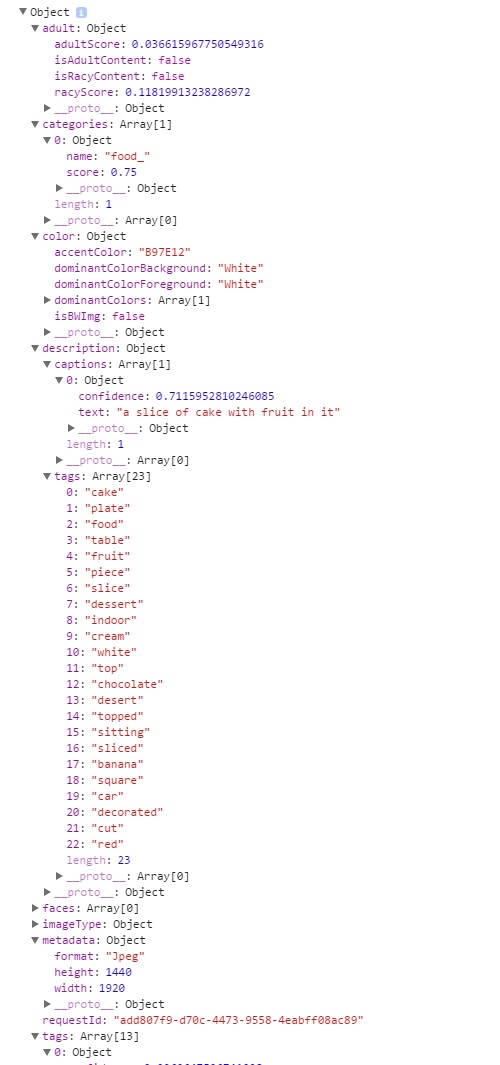 Object i
adult: Object
adultScore: 0.036615967750549316
isAdultContent: false
isRacyContent: false
racyScore: 0.11819913238286972
__proto__: Object
categories: Array[1]
0: Object
name: "food_"
score: 0.75
__proto__: Object
length: 1
__proto__: Array[0]
color: Object
accentColor: "B97E12"
dominantColorBackground: "White"
dominantColorForeground: "White"
dominantColors: Array[1]
isBWImg: false
__proto__: Object
description: Object
captions: Array[1]
0: Object
confidence: 0.7115952810246085
text: "a slice of cake with fruit in it"
__proto__: Object
length: 1
__proto__: Array[0]
tags: Array[23]
0: "cake"
1: "plate"
2: "food"
3: "table"
4: "fruit"
5: "piece"
6: "slice"
7: "dessert"
8: "indoor"
9: "cream"
10: "white"
11: "top"
12: "chocolate"
13: "desert"
14: "topped"
15: "sitting"
16: "sliced"
17: "banana"
18: "square"
19: "car"
20: "decorated"
21: "cut"
22: "red"
length: 23
__proto__: Array[0]
__proto__: Object
faces: Array[0]
imageType: Object
metadata: Object
format: "Jpeg"
height: 1440
width: 1920
__proto__: Object
requestId: "add807f9-d70c-4473-9558-4eabff08ac89"
tags: Array[13]
0: Object